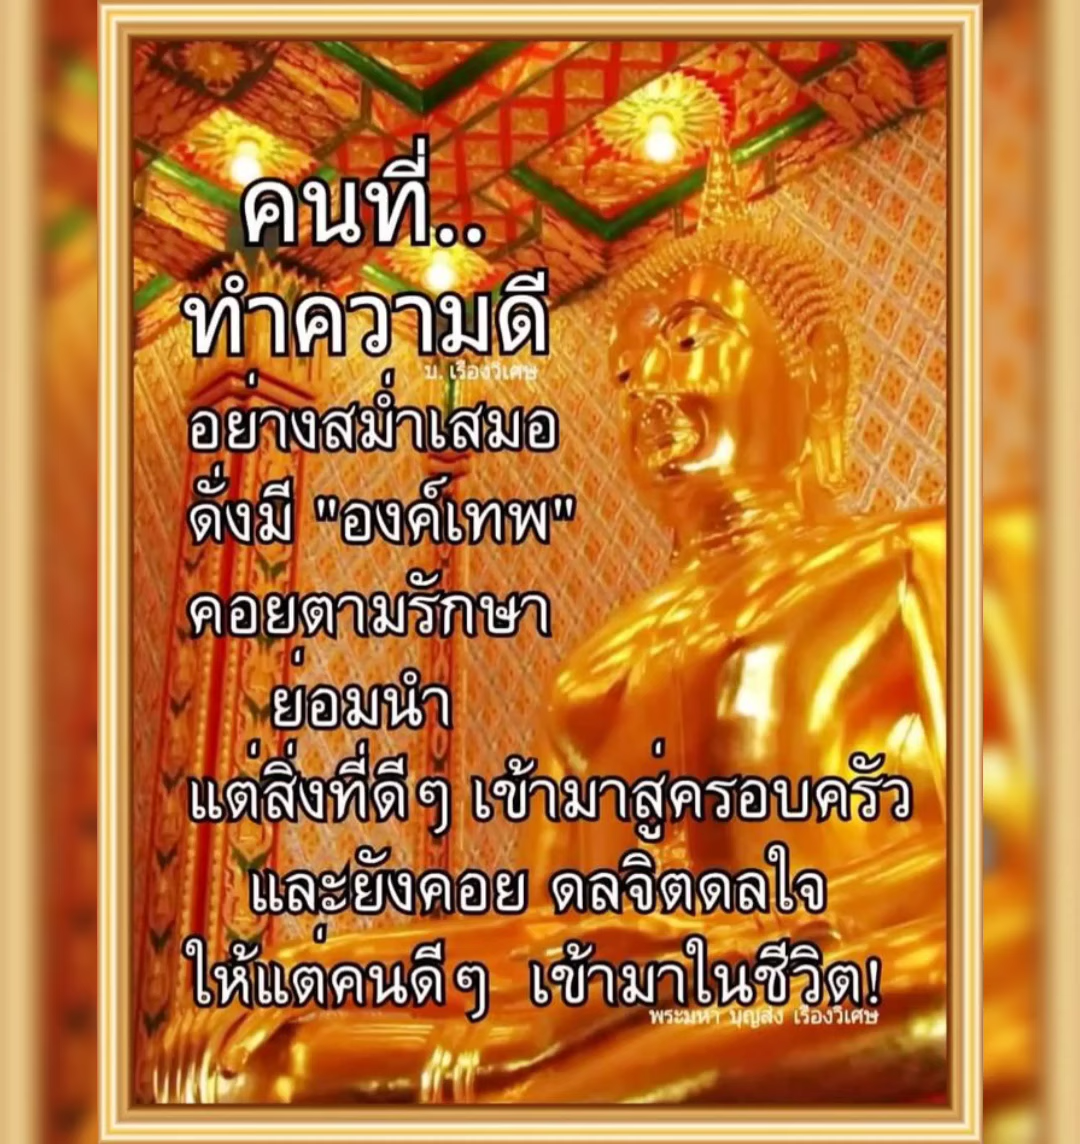 คนที่..
ทำความดี
บ. เรืองวิเศษ
อย่างสม่ำเสมอ
ดั่งมี "องค์เทพ"
คอยตามรักษา
ย่อมนำ
แต่สิ่งที่ดีๆ เข้ามาสู่ครอบครัว
และยังคอย ดลจิตดลใจ
ให้แต่คนดีๆ เข้ามาในชีวิต!
พระมหา บุญส่ง เรืองวิเศษ